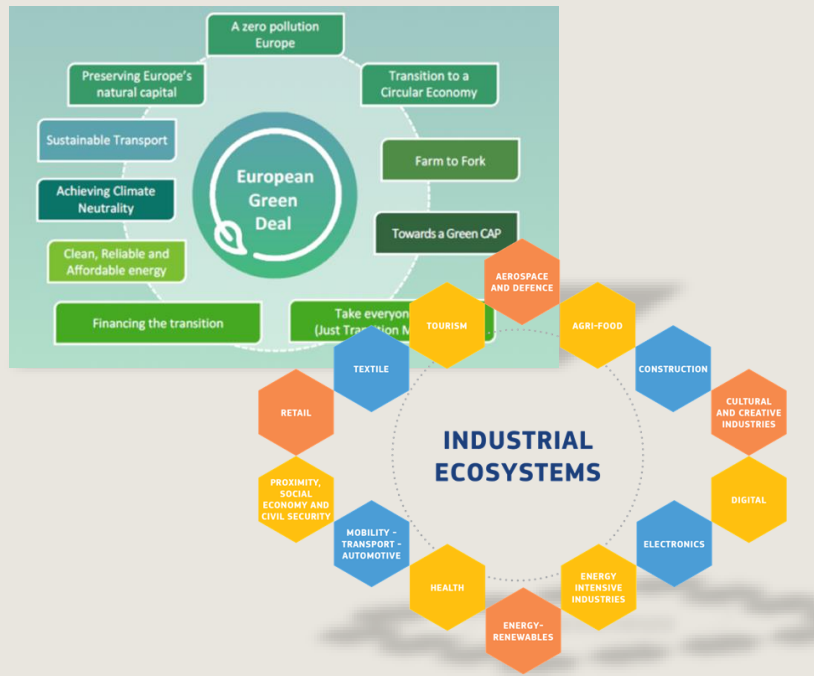 A zero pollution
Europe
Preserving Europe's
natural capital
Transition to a
Circular Economy
Sustainable Transport
Farm to Fork
European
Green
Deal
Achieving Climate
Neutrality
Towards a Green CAP
Clean, Reliable and
Affordable energy
Financing the transition
Take everyon
(Just Tran
on M
AEROSPACE
AND DEFENCE
TOURISM
AGRI-FOOD
TEXTILE
CONSTRUCTION
RETAIL
CULTURAL
AND CREATIVE
INDUSTRIES
INDUSTRIAL
ECOSYSTEMS
PROXIMITY,
SOCIAL
ECONOMY AND
CIVIL SECURITY
DIGITAL
MOBILITY -
TRANSPORT -
AUTOMOTIVE
ELECTRONICS
HEALTH
ENERGY
INTENSIVE
INDUSTRIES
ENERGY-
RENEWABLES